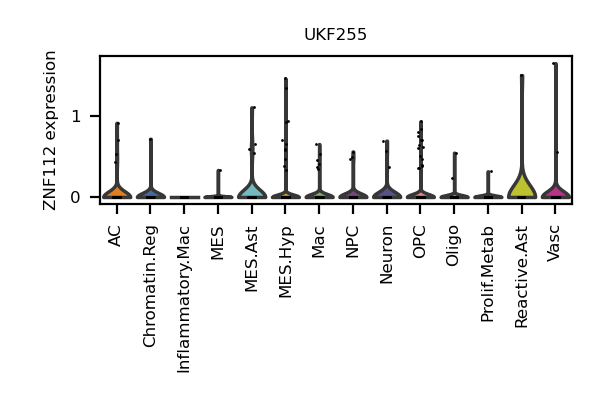 UKF255
ZNF112 expression
1
0
AC
Chromatin.Reg
Inflammatory.Mac
MES
MES.Ast
MES.Hyp
Mac
NPC
Neuron
OPC
Oligo
Prolif.Metab
Reactive.Ast
Vasc